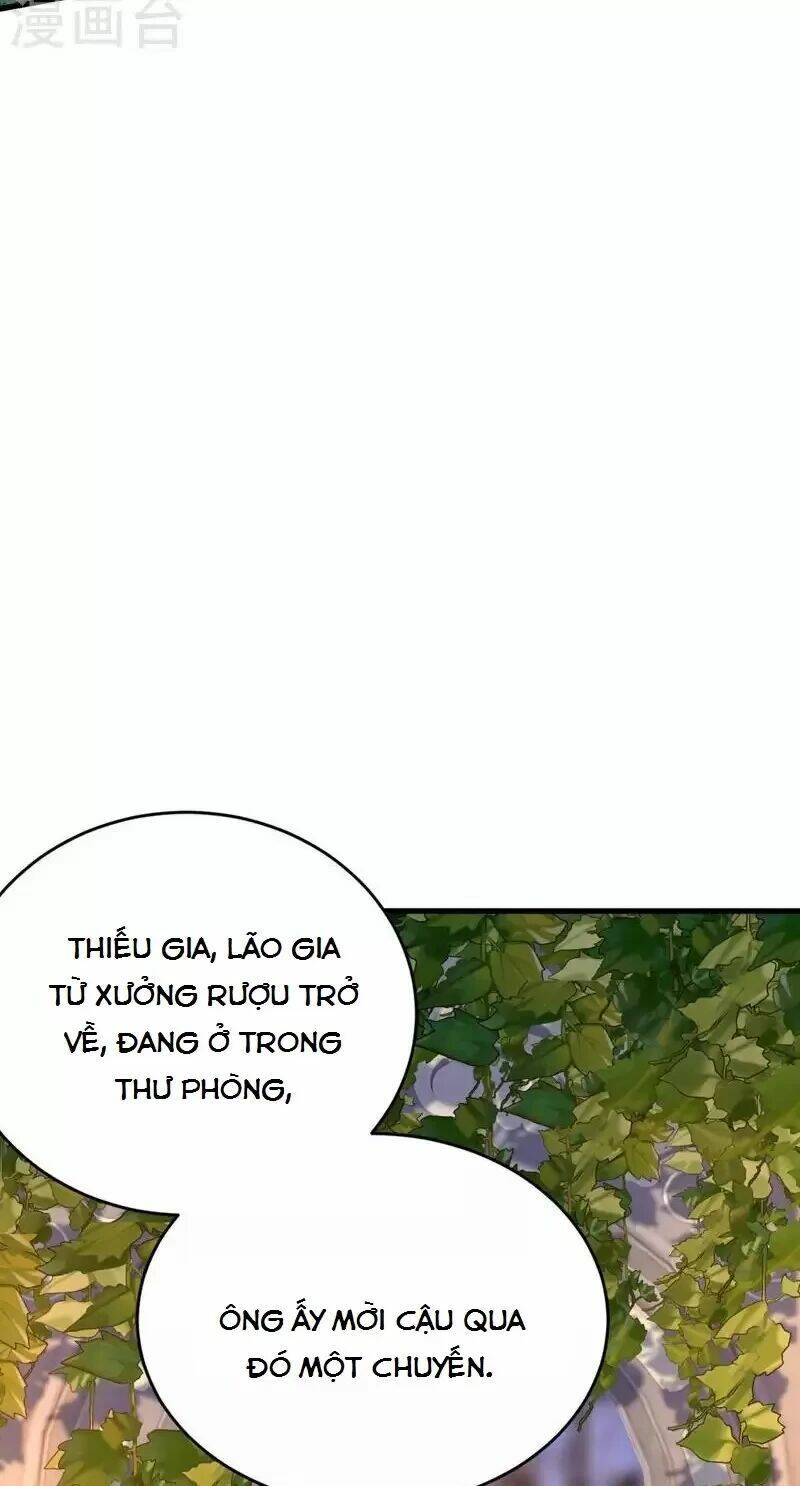 漫画台
THIẾU GIA, LÃO GIA
TỪ XƯỞNG RƯỢU TRỞ
VỀ, ĐANG Ở TRONG
THƯ PHÒNG,
ÔNG ẤY MỜI CẬU QUA
ĐÓ MỘT CHUYẾN.